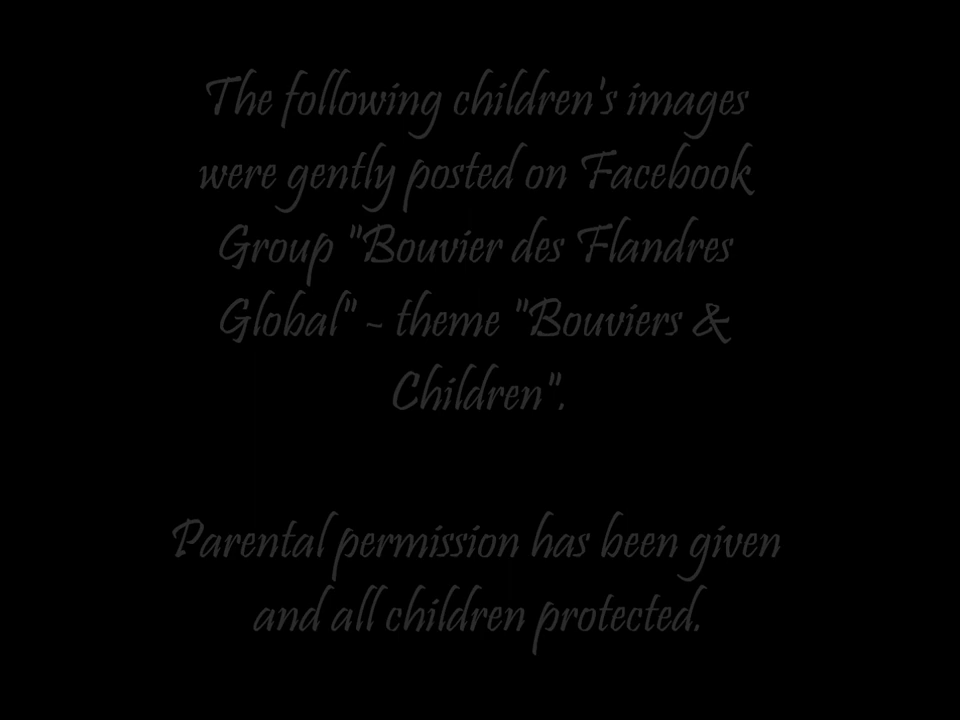 The following children's images
were gently posted on Facebook
Group "Bouvier des Flandres
Global" - theme "Bouviers &
Children".
Parental permission has been given
and all children protected.